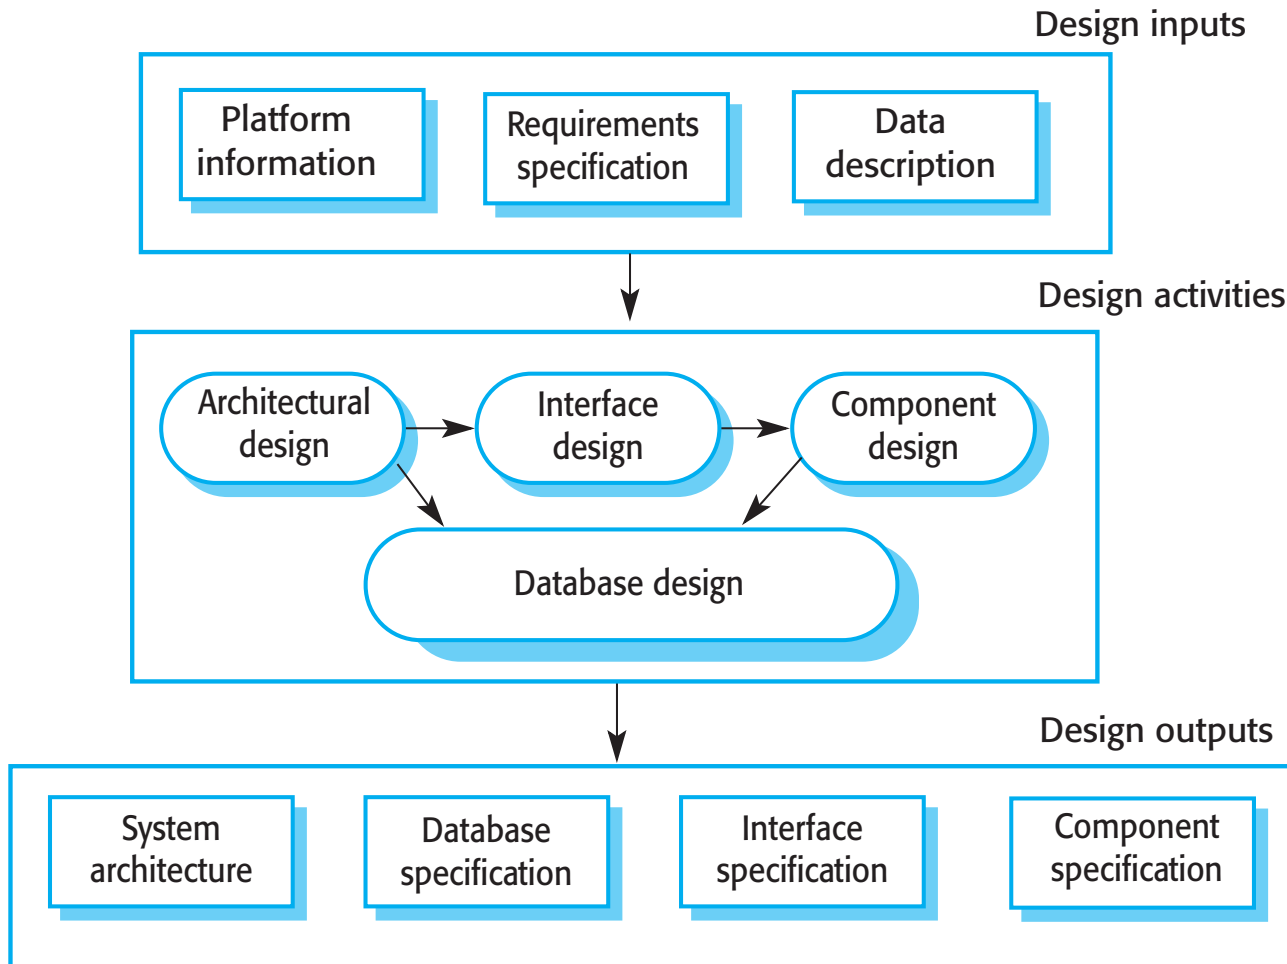 Design inputs
Platform
information
Requirements
specification
Data
description
Design activities
Architectural
design
Interface
design
Component
design
Database design
Design outputs
System
architecture
Database
specification
Interface
specification
Component
specification